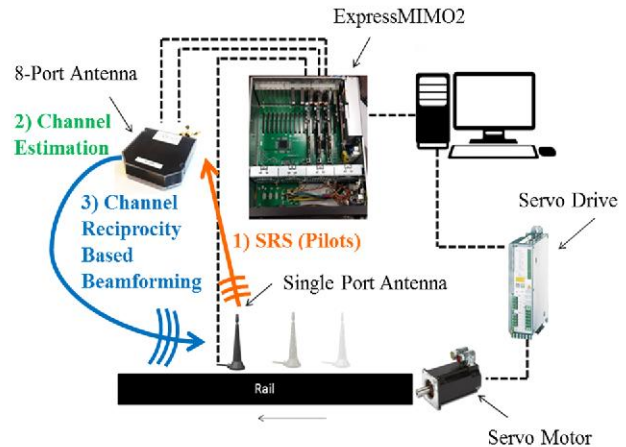 ExpressMIMO2
8-Port Antenna
2) Channel
Estimation
3) Channel
Reciprocity
Based
Beamforming
1) SRS (Pilots)
Servo Drive
Single Port Antenna
Rail
Servo Motor